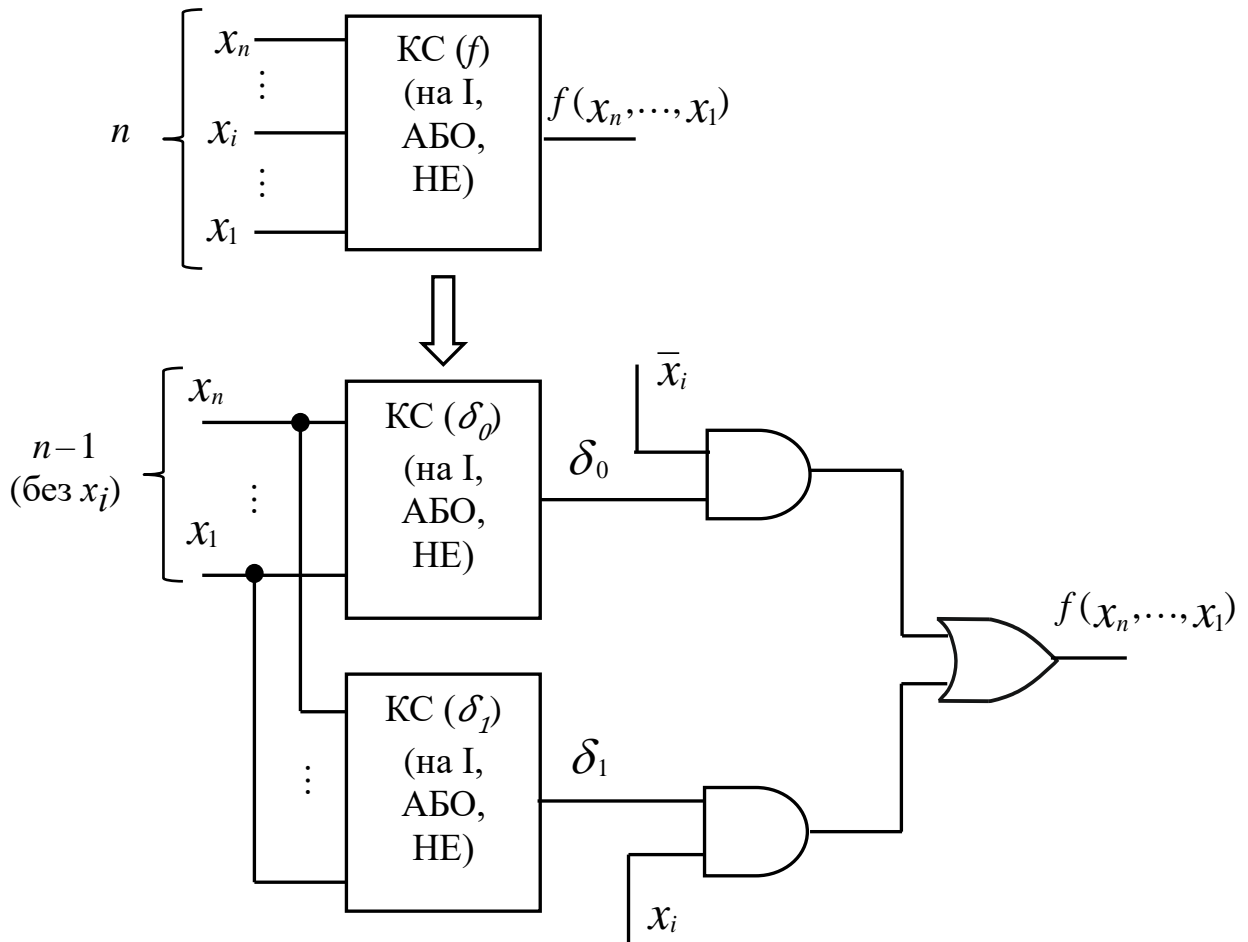 xₙ
⋮
n
xᵢ
⋮
x₁
КС (f)
(на I,
АБО,
НЕ)
f(xₙ,…,x₁)
n−1
(без xᵢ)
xₙ
⋮
x₁
КС (δ₀)
(на I,
АБО,
НЕ)
δ₀
x̅ᵢ
⋮
КС (δ₁)
(на I,
АБО,
НЕ)
δ₁
xᵢ
f(xₙ,…,x₁)